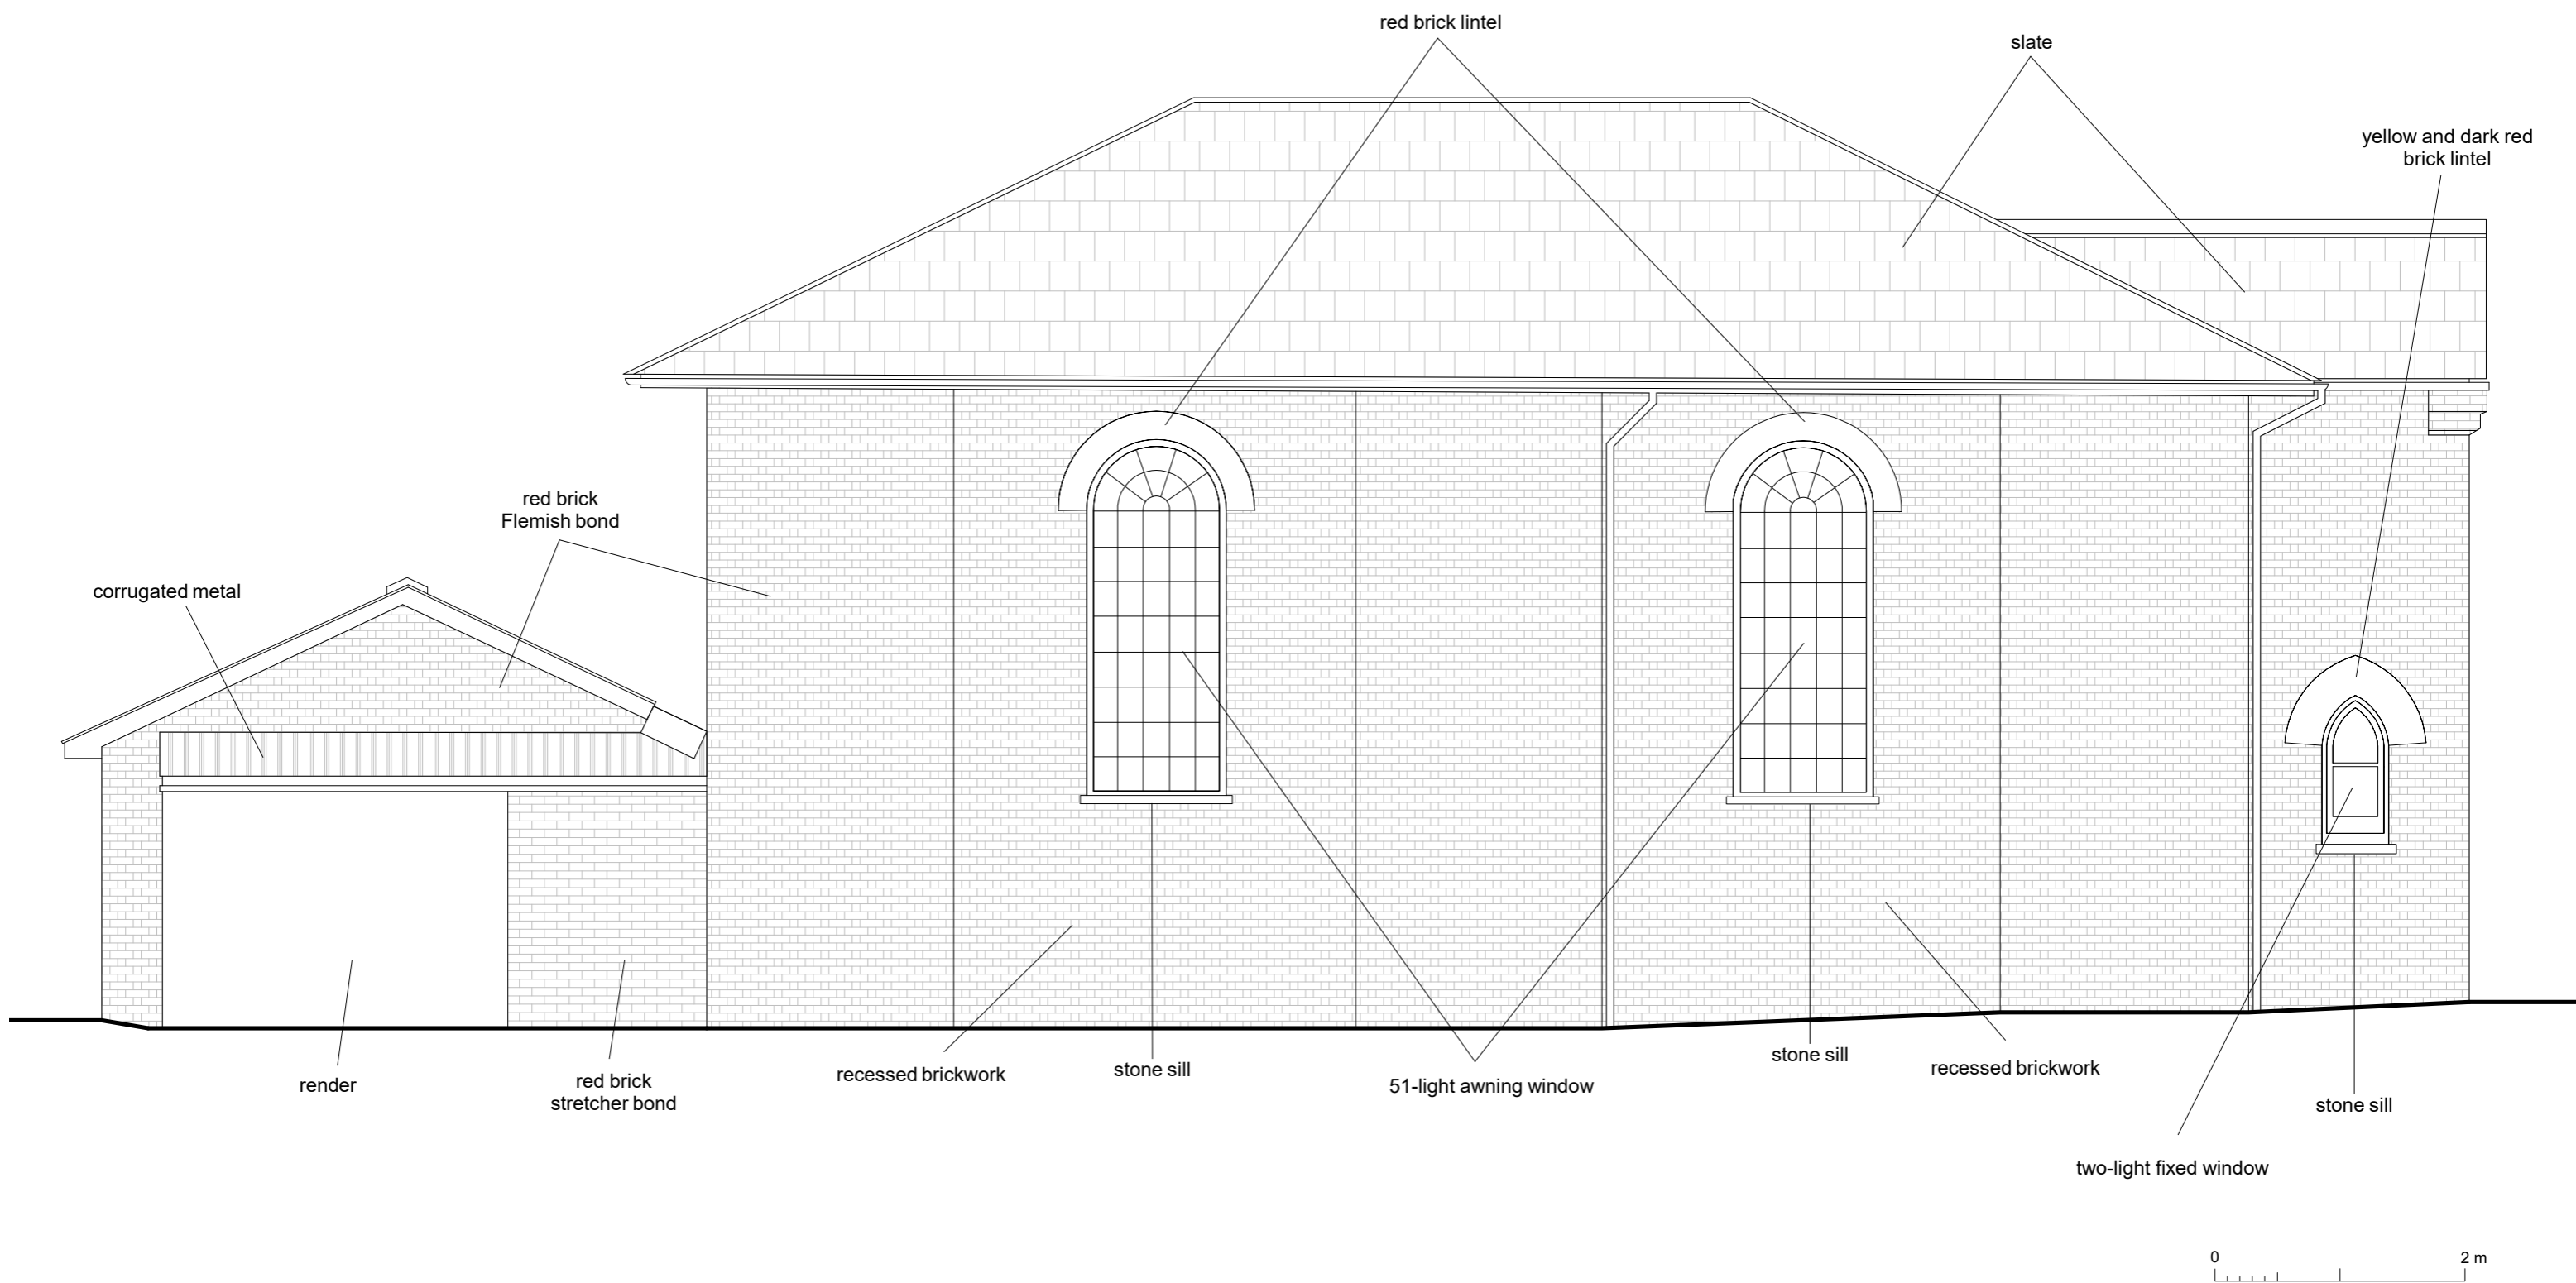 red brick lintel
slate
yellow and dark red
brick lintel
red brick
Flemish bond
corrugated metal
render
red brick
stretcher bond
recessed brickwork
stone sill
51-light awning window
stone sill
recessed brickwork
stone sill
two-light fixed window
0
2 m